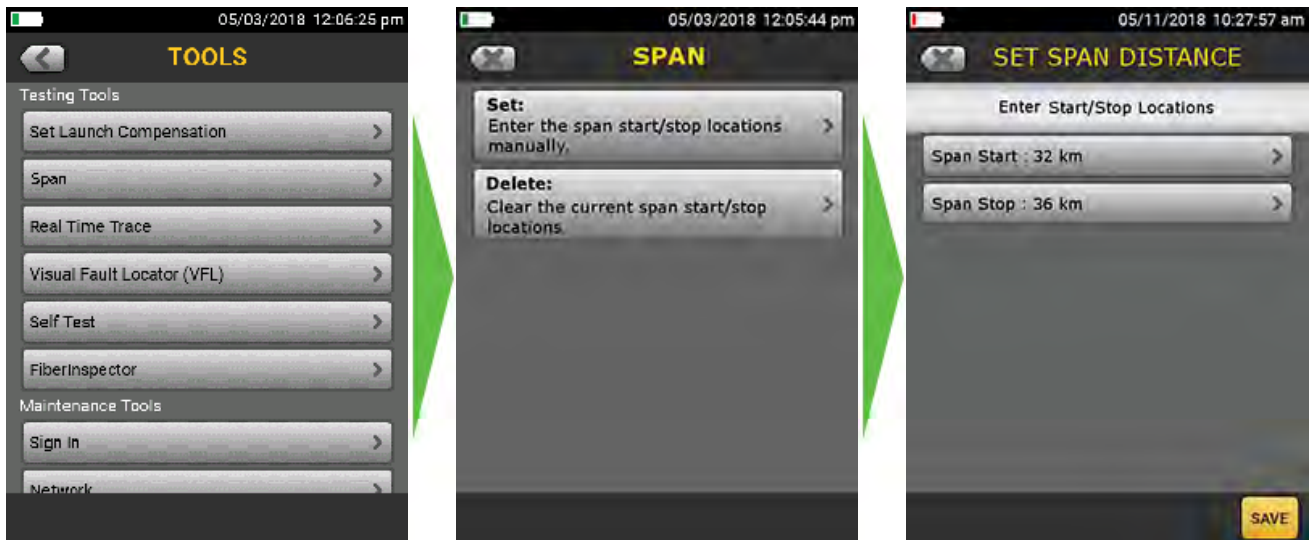 05/03/2018 12:06:25 pm
TOOLS
Testing Tools
Set Launch Compensation
Span
Real Time Trace
Visual Fault Locator (VFL)
Self Test
FiberInspector
Maintenance Tools
Sign In
Network
05/03/2018 12:05:44 pm
SPAN
Set:
Enter the span start/stop locations
manually.
Delete:
Clear the current span start/stop
locations
05/11/2018 10:27:57 am
SET SPAN DISTANCE
Enter Start/Stop Locations
Span Start : 32 km
Span Stop : 36 km
SAVE